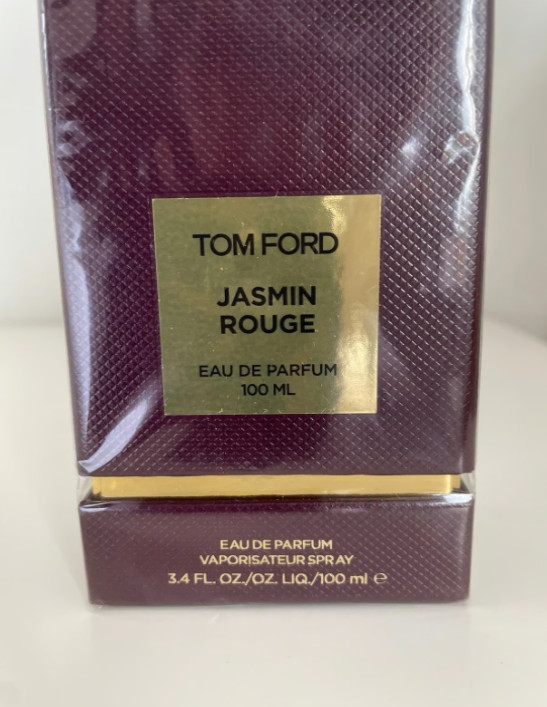 TOM FORD
JASMIN
ROUGE
EAU DE PARFUM
100 ML
EAU DE PARFUM
VAPORISATEUR SPRAY
3.4 FL. OZ./OZ. LIQ./100 ml ℮